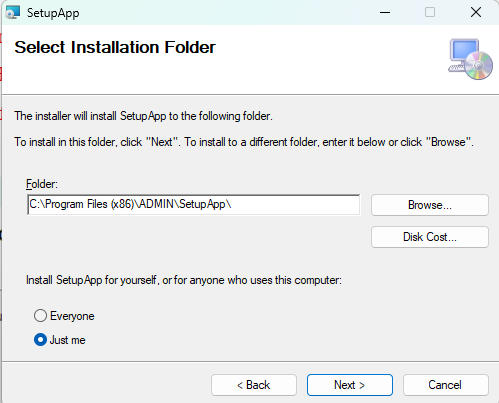 SetupApp
Select Installation Folder
The installer will install SetupApp to the following folder.
To install in this folder, click "Next". To install to a different folder, enter it below or click "Browse".
Folder:
C:\Program Files (x86)\ADMIN\SetupApp\
Browse...
Disk Cost...
Install SetupApp for yourself, or for anyone who uses this computer:
Everyone
Just me
< Back
Next >
Cancel